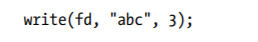 write(fd, "abc", 3);